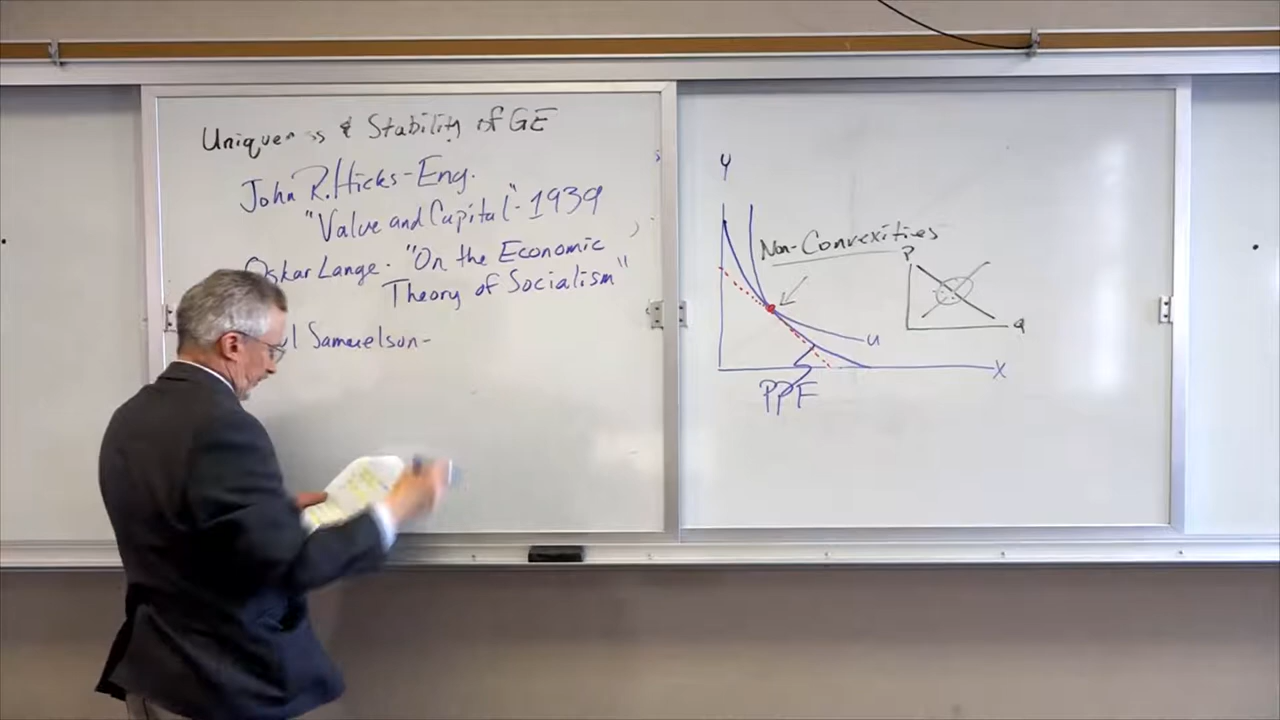 Uniqueness & Stability of GE
John R. Hicks-Eng.
"Value and Capital"- 1939
Oskar Lange. "On the Economic
Theory of Socialism"
Samuelson-
Y
Non-Convexities
P
Q
U
X
PPF